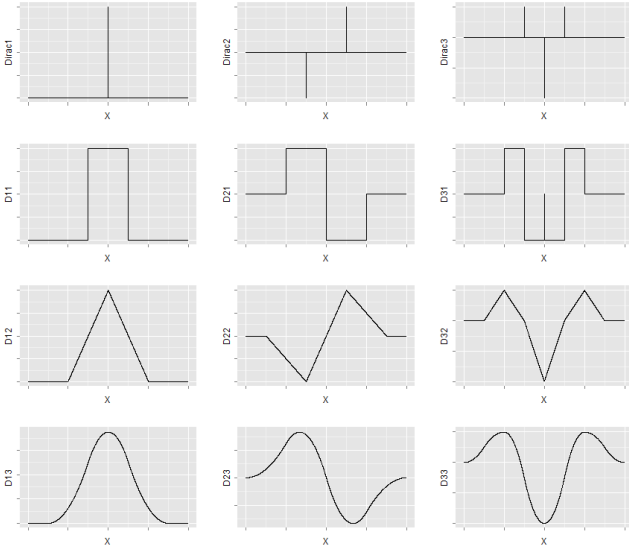 Dirac1
X
Dirac2
X
Dirac3
X
D11
X
D21
X
D31
X
D12
X
D22
X
D32
X
D13
X
D23
X
D33
X